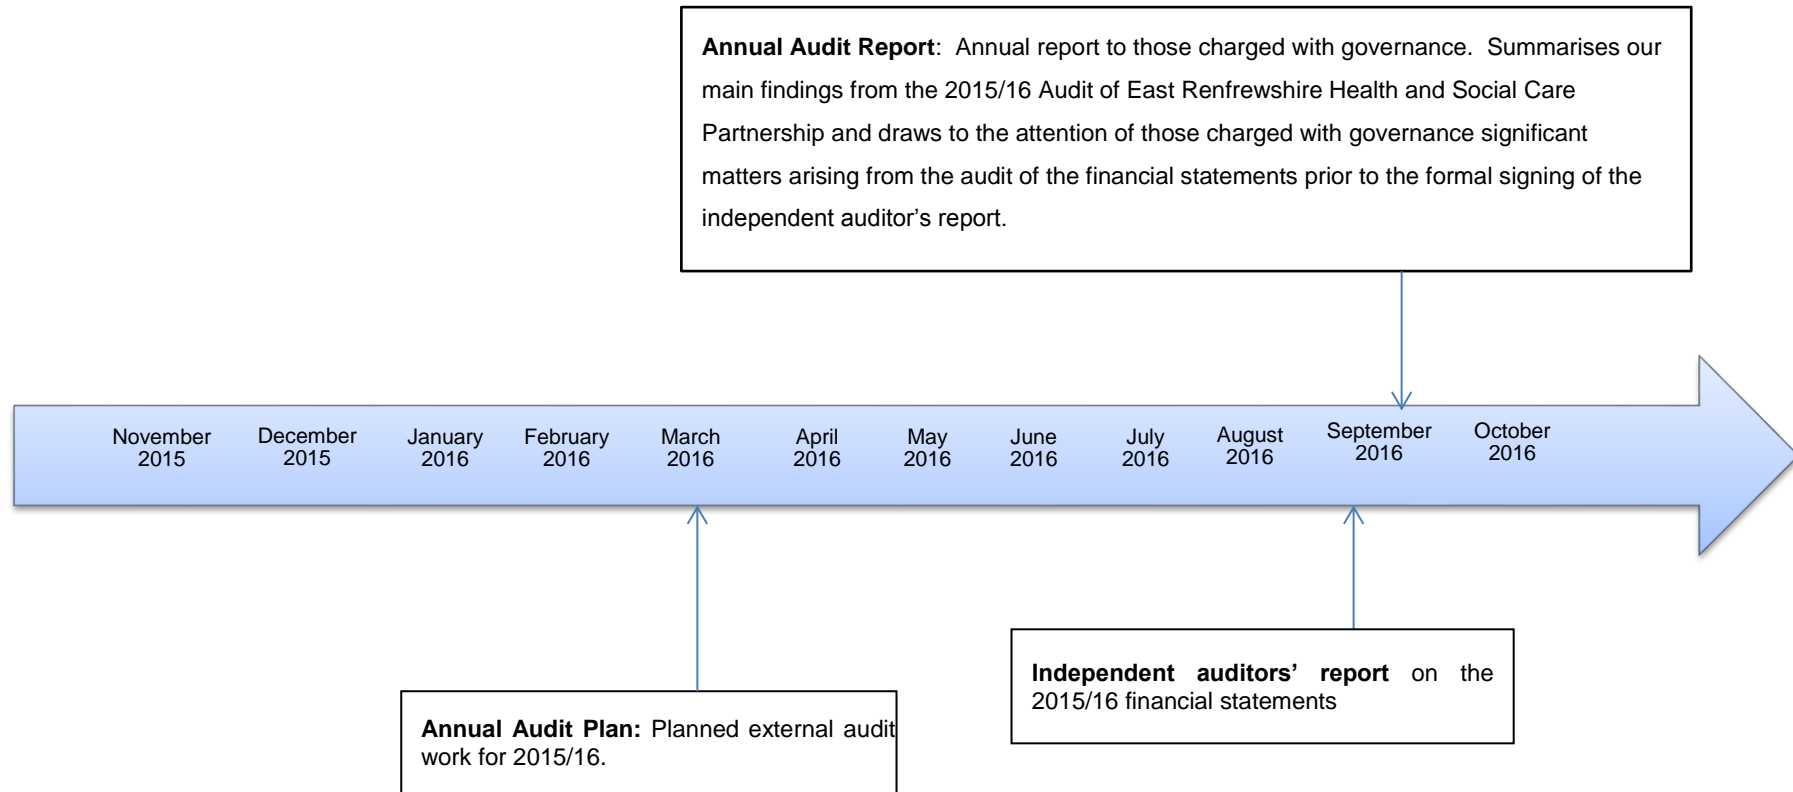 Annual Audit Report:  Annual report to those charged with governance.  Summarises our
main findings from the 2015/16 Audit of East Renfrewshire Health and Social Care
Partnership and draws to the attention of those charged with governance significant
matters arising from the audit of the financial statements prior to the formal signing of the
independent auditor’s report.
November
2015
December
2015
January
2016
February
2016
March
2016
April
2016
May
2016
June
2016
July
2016
August
2016
September
2016
October
2016
Annual Audit Plan: Planned external audit
work for 2015/16.
Independent auditors’ report on the
2015/16 financial statements